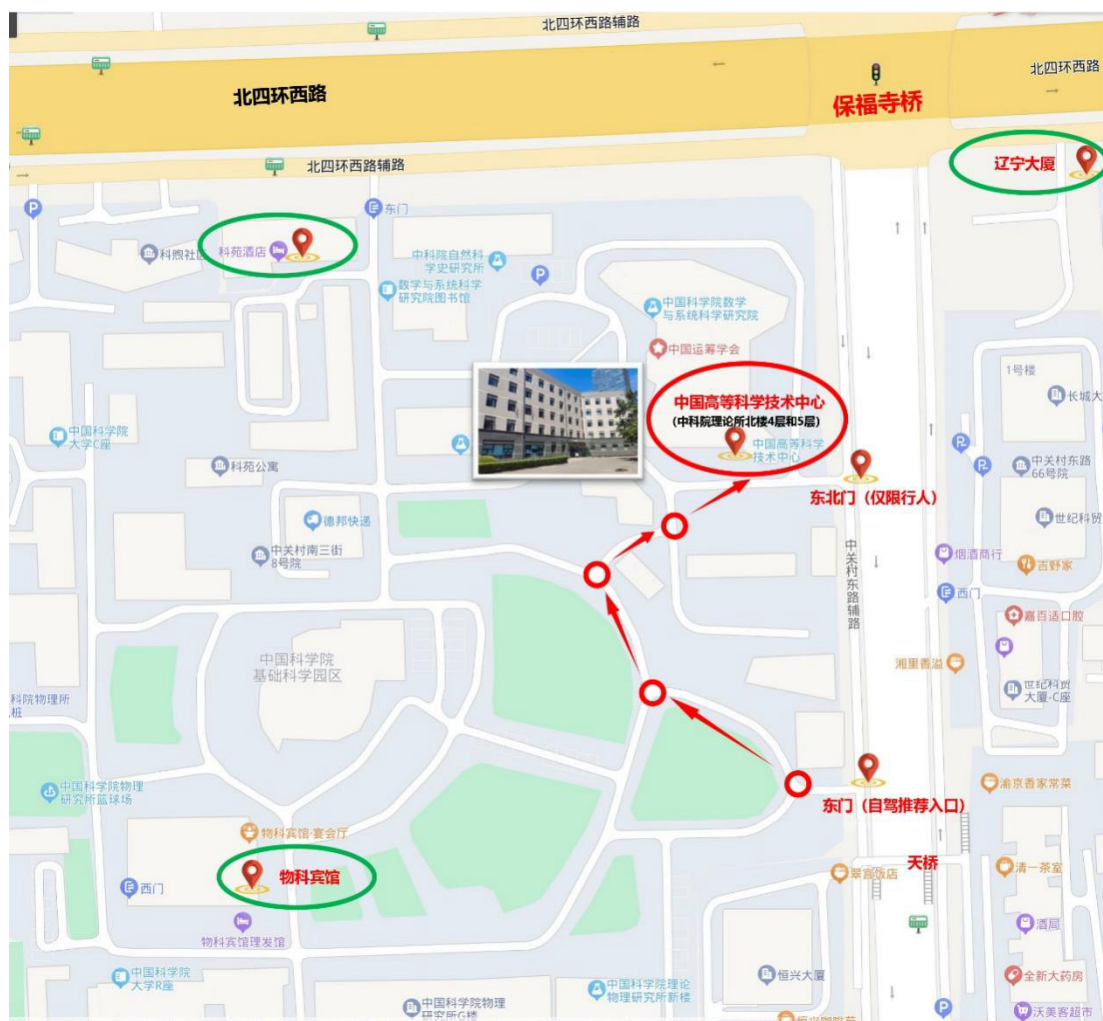 北四环西路辅路
北四环西路
保福寺桥
北四环西路
北四环西路辅路
辽宁大厦
P
东门
科煦社区
科苑酒店
中科院自然科
学史研究所
P
数学与系统科学
研究院图书馆
中国科学院数学
与系统科学研究院
中国运筹学会
1号楼
长城大
中国高等科学技术中心
(中科院理论所北楼4层和5层)
中国高等科学
技术中心
中国科学院
大学C座
科苑公寓
P
P
中关村东路
66号院
东北门（仅限行人）
德邦快递
世纪科贸
中关村南三街
8号院
中关村东路辅路
烟酒商行
吉野家
西门
嘉百适口腔
中国科学院
基础科学园区
湘里香溢
世纪科贸
大厦-C座
科院物理所
桩
中国科学院物理
研究所篮球场
东门（自驾推荐入口）
渝京香家常菜
物科宾馆-宴会厅
物科宾馆
西门
翠宫饭店
天桥
清一茶室
物科宾馆理发馆
酒局
中国科学院
大学R座
中国科学院理论
物理研究所新楼
恒兴大厦
全新大药房
中国科学院物理
研究所G楼
恒兴咖啡苑
P
沃美客超市